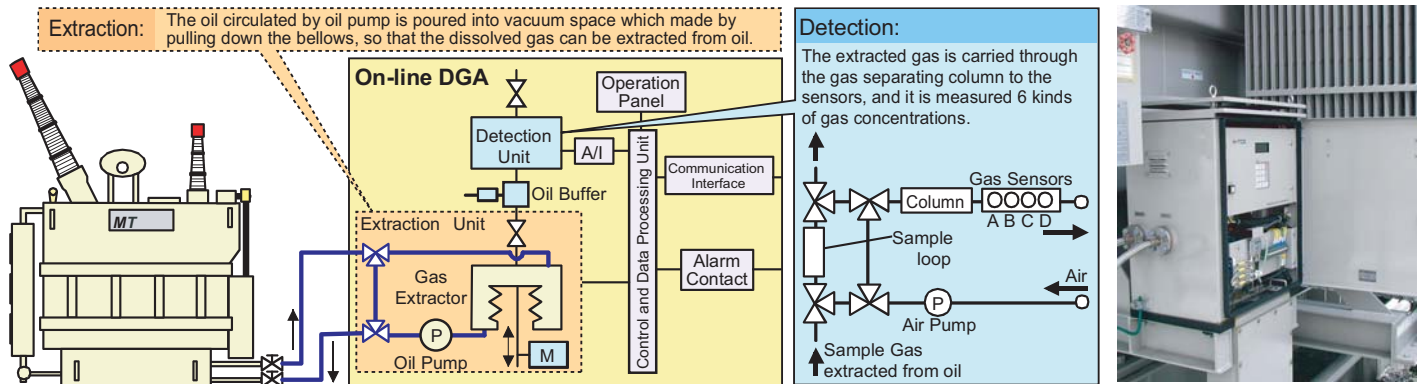 Extraction:
The oil circulated by oil pump is poured into vacuum space which made by
pulling down the bellows, so that the dissolved gas can be extracted from oil.
On-line DGA
Operation
Panel
Detection
Unit
A/I
Oil Buffer
Communication
Interface
Control and Data Processing Unit
Extraction Unit
Gas
Extractor
Alarm
Contact
P
Oil Pump
M
MT
Detection:
The extracted gas is carried through
the gas separating column to the
sensors, and it is measured 6 kinds
of gas concentrations.
Gas Sensors
Column
A B C D
Sample
loop
Air
P
Air Pump
Sample Gas
extracted from oil